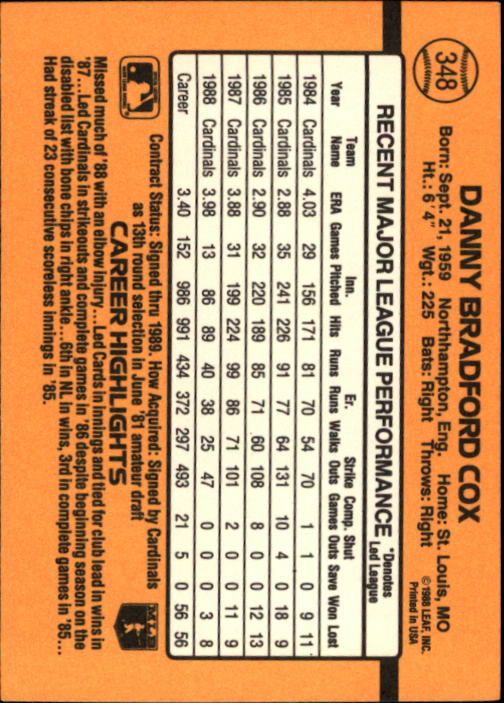 348
DANNY BRADFORD COX
Born: Sept. 21, 1959 Northhampton, Eng. Home: St. Louis, MO
Ht.: 6' 4" Wgt.: 225 Bats: Right Throws: Right
©1988 LEAF, INC.
Printed in USA
RECENT MAJOR LEAGUE PERFORMANCE
*Denotes
Led League
Team Inn. Er. Strike Comp. Shut
Year Name ERA Games Pitched Hits Runs Runs Walks Outs Games Outs Save Won Lost
1984 Cardinals 4.03 29 156 171 81 70 54 70 1 1 0 9 11
1985 Cardinals 2.88 35 241 226 91 77 64 131 10 4 0 18 9
1986 Cardinals 2.90 32 220 189 85 71 60 108 8 0 0 12 13
1987 Cardinals 3.88 31 199 224 99 86 71 101 2 0 0 11 9
1988 Cardinals 3.98 13 86 89 40 38 25 47 0 0 0 3 8
Career 3.40 152 986 991 434 372 297 493 21 5 0 56 56
Contract Status: Signed thru 1989. How Acquired: Signed by Cardinals
as 13th round selection in June '81 amateur draft
CAREER HIGHLIGHTS
MLB
Missed much of '88 with an elbow injury...Led Cards in innings and tied for club lead in wins in
'87...Led Cardinals in strikeouts and complete games in '86 despite beginning season on the
disabled list with bone chips in right ankle...6th in NL in wins, 3rd in complete games in '85...
Had streak of 23 consecutive scoreless innings in '85.